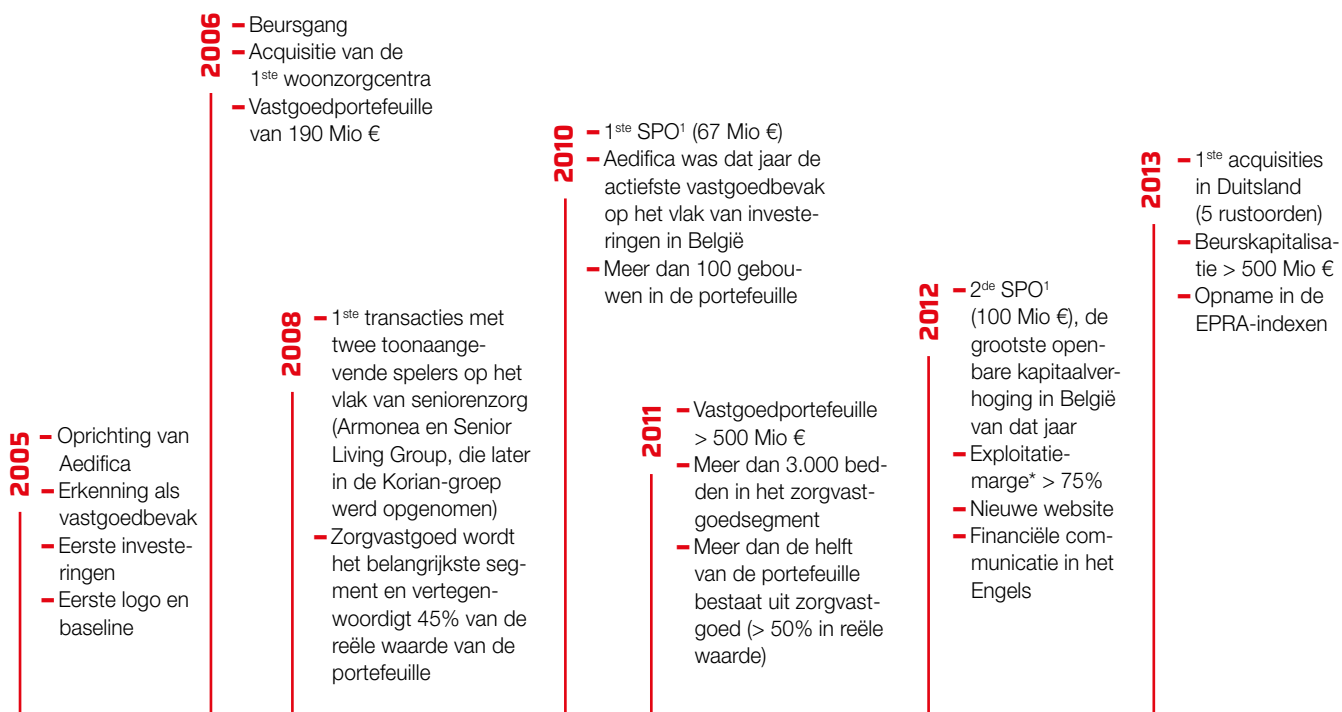 2005
– Oprichting van
Aedifica
– Erkenning als
vastgoedbevak
– Eerste investe-
ringen
– Eerste logo en
baseline
2006
– Beursgang
– Acquisitie van de
1ste woonzorgcentra
– Vastgoedportefeuille
van 190 Mio €
2008
– 1ste transacties met
twee toonaange-
vende spelers op het
vlak van seniorenzorg
(Armonea en Senior
Living Group, die later
in de Korian-groep
werd opgenomen)
– Zorgvastgoed wordt
het belangrijkste seg-
ment en vertegen-
woordigt 45% van de
reële waarde van de
portefeuille
2010
– 1ste SPO¹ (67 Mio €)
– Aedifica was dat jaar de
actiefste vastgoedbevak
op het vlak van investe-
ringen in België
– Meer dan 100 gebou-
wen in de portefeuille
2011
– Vastgoedportefeuille
> 500 Mio €
– Meer dan 3.000 bed-
den in het zorgvast-
goedsegment
– Meer dan de helft
van de portefeuille
bestaat uit zorgvast-
goed (> 50% in reële
waarde)
2012
– 2de SPO¹
(100 Mio €), de
grootste open-
bare kapitaalver-
hoging in België
van dat jaar
– Exploitatie-
marge* > 75%
– Nieuwe website
– Financiële com-
municatie in het
Engels
2013
– 1ste acquisities
in Duitsland
(5 rustoorden)
– Beurskapitalisa-
tie > 500 Mio €
– Opname in de
EPRA-indexen